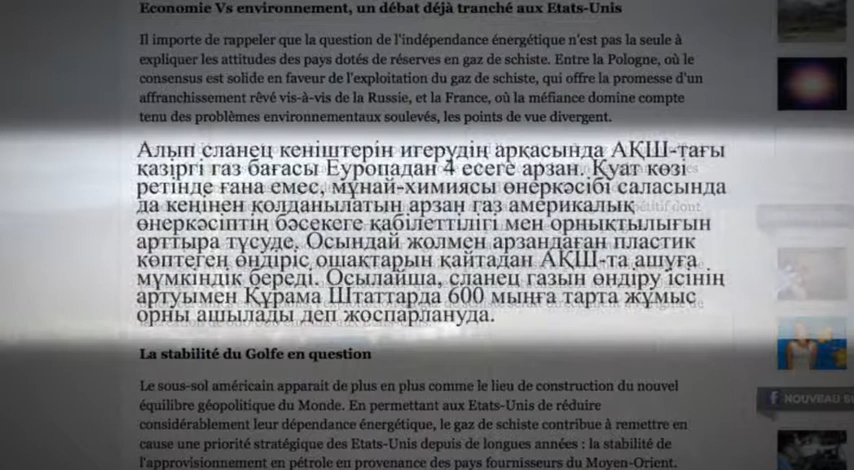 Economie Vs environnement, un débat déjà tranché aux Etats-Unis
Il importe de rappeler que la question de l'indépendance énergétique n'est pas la seule à
expliquer les attitudes des pays dotés de réserves en gaz de schiste. Entre la Pologne, où le
consensus est solide en faveur de l'exploitation du gaz de schiste, qui offre la promesse d'un
affranchissement rêvé vis-à-vis de la Russie, et la France, où la méfiance domine compte
tenu des problèmes environnementaux soulevés, les points de vue divergent.
Алып сланец кеніштерін игерудің арқасында АҚШ-тағы
қазіргі газ бағасы Еуропадан 4 есеге арзан. Қуат көзі
ретінде ғана емес, мұнай-химиясы өнеркәсібі саласында
да кеңінен қолданылатын арзан газ америкалық
өнеркәсіптің бәсекеге қабілеттілігі мен орнықтылығын
арттыра түсуде. Осындай жолмен арзандаған пластик
көптеген өндіріс ошақтарын қайтадан АҚШ-та ашуға
мүмкіндік береді. Осылайша, сланец газын өндіру ісінің
артуымен Құрама Штаттарда 600 мыңға тарта жұмыс
орны ашылады деп жоспарлануда.
La stabilité du Golfe en question
Le sous-sol américain apparait de plus en plus comme le lieu de construction du nouvel
équilibre géopolitique du Monde. En permettant aux Etats-Unis de réduire
considérablement leur dépendance énergétique, le gaz de schiste contribue à remettre en
cause une priorité stratégique des Etats-Unis depuis de longues années : la stabilité de
l'approvisionnement en pétrole en provenance des pays fournisseurs du Moyen-Orient.
NOUVEAU